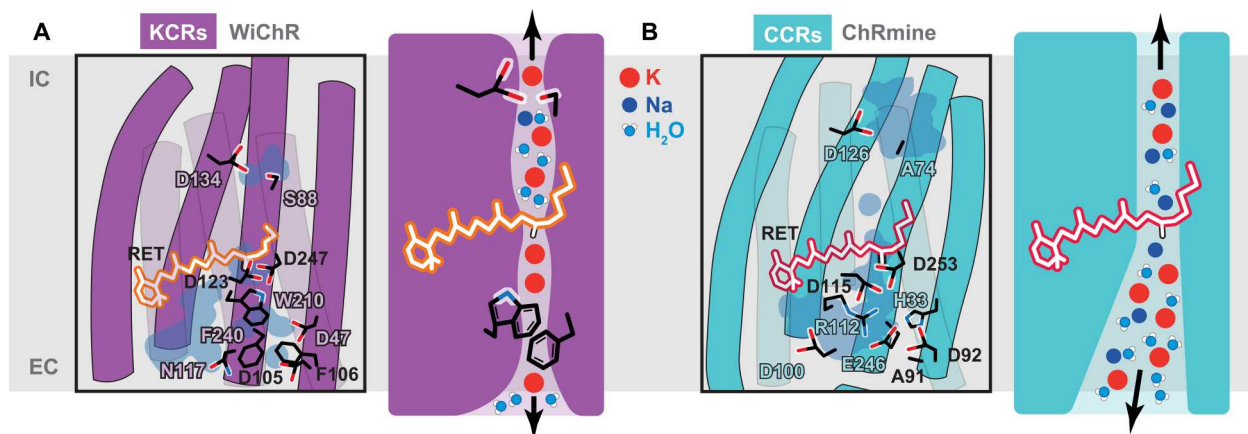 A
KCRs WiChR
IC
EC
D134
S88
RET
D247
D123
W210
F240
D47
N117
D105
F106
K
Na
H₂O
B
CCRs ChRmine
D126
A74
RET
D253
D115
H33
R112
D92
E246
D100
A91